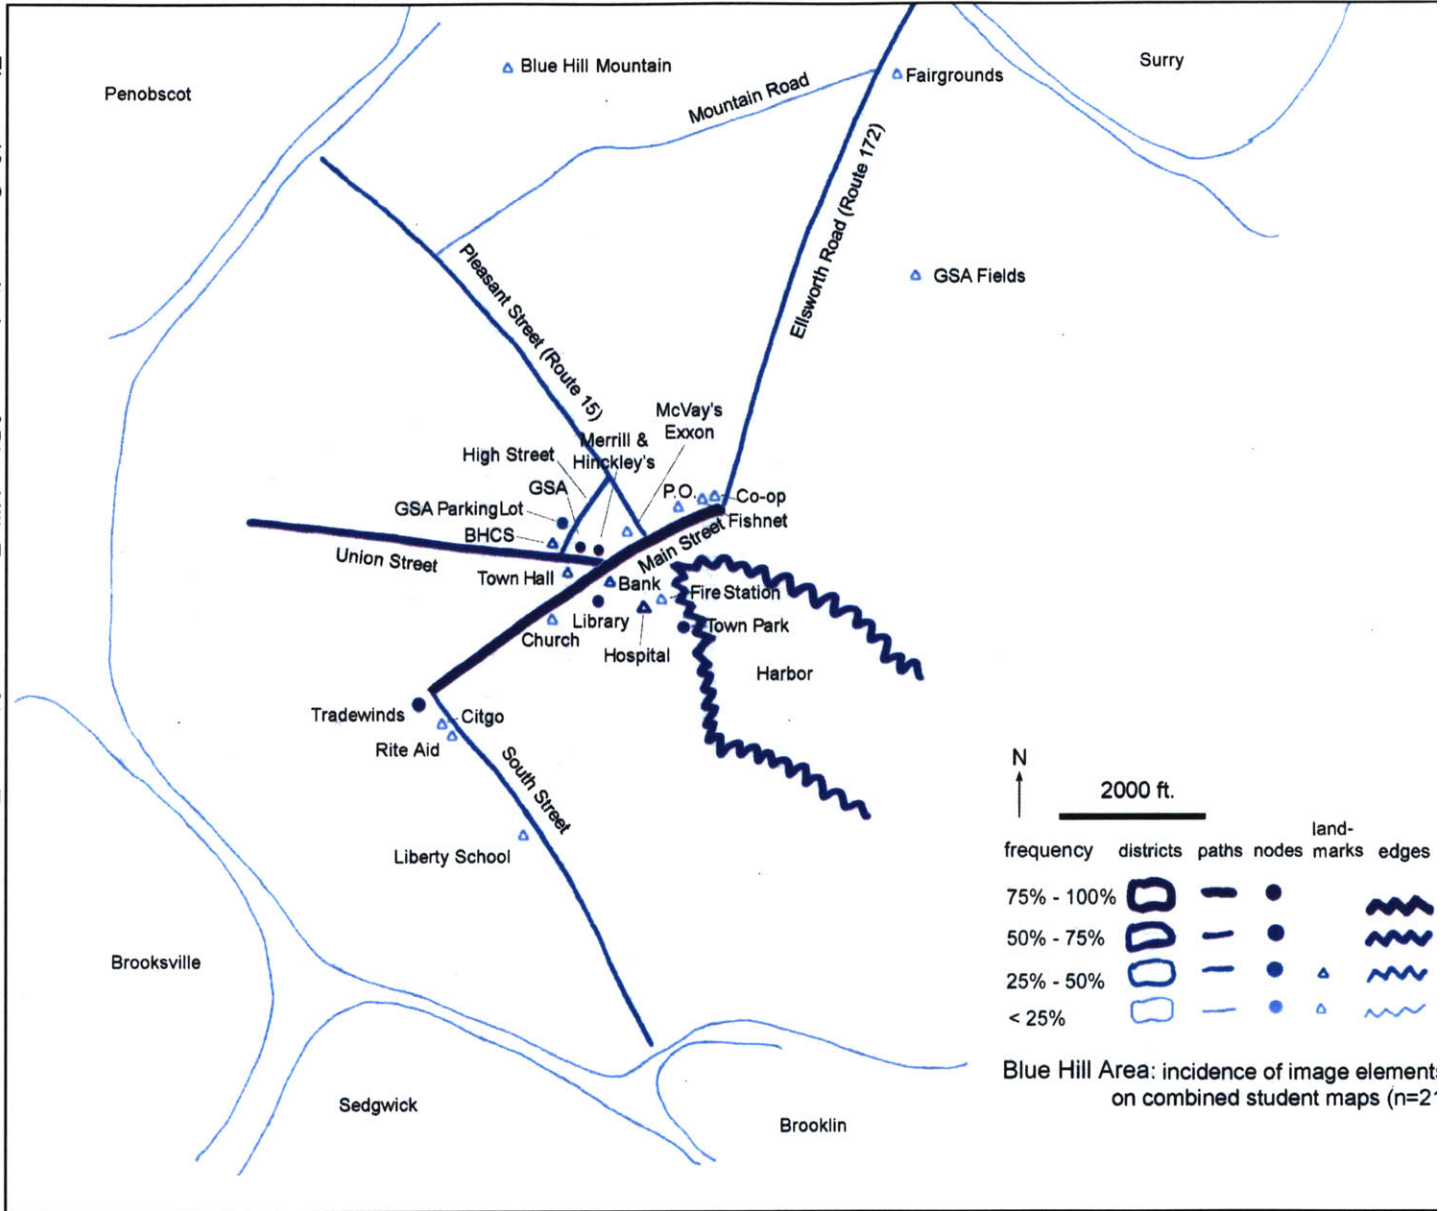 Penobscot
Blue Hill Mountain
Mountain Road
Fairgrounds
Surry
Ellsworth Road (Route 172)
GSA Fields
Pleasant Street (Route 15)
McVay's
Exxon
Merrill &
Hinckley's
High Street
GSA
GSA Parking Lot
BHCS
P.O.
Co-op
Fishnet
Main Street
Union Street
Town Hall
Bank
Fire Station
Library
Church
Town Park
Hospital
Harbor
Tradewinds
Citgo
Rite Aid
South Street
Liberty School
Brooksville
Sedgwick
Brooklin
N
2000 ft.
frequency districts paths nodes land-
marks edges
75% - 100%
50% - 75%
25% - 50%
< 25%
Blue Hill Area: incidence of image element
on combined student maps (n=21